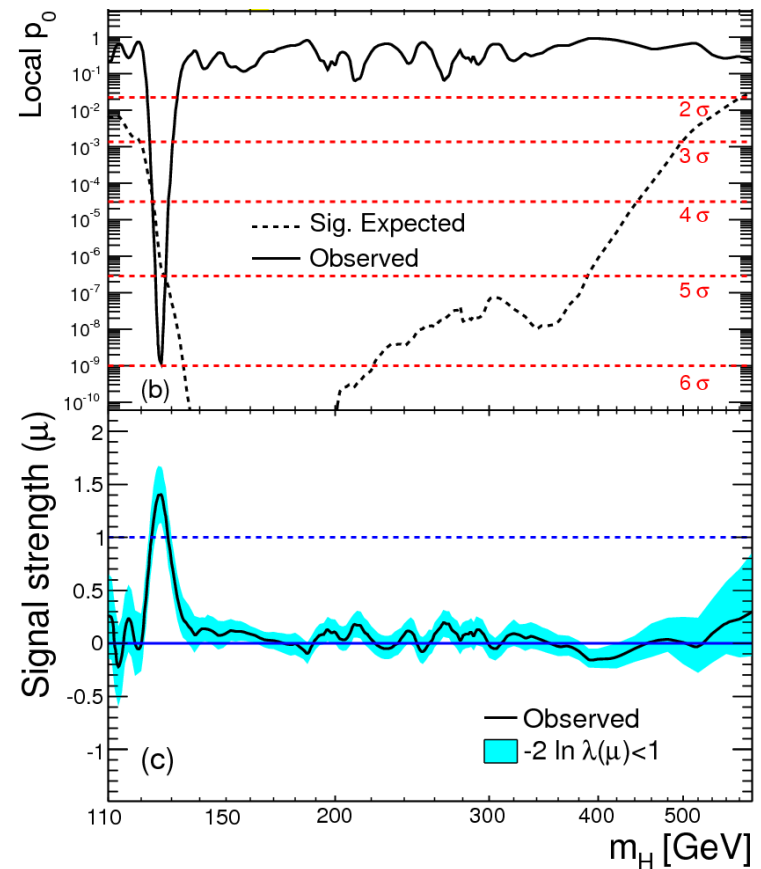 Local p₀
1
10⁻¹
10⁻²
10⁻³
10⁻⁴
10⁻⁵
10⁻⁶
10⁻⁷
10⁻⁸
10⁻⁹
10⁻¹⁰
2 σ
3 σ
4 σ
5 σ
6 σ
Sig. Expected
Observed
(b)
Signal strength (μ)
2
1.5
1
0.5
0
-0.5
-1
Observed
-2 ln λ(μ)<1
(c)
110 150 200 300 400 500
m_H [GeV]